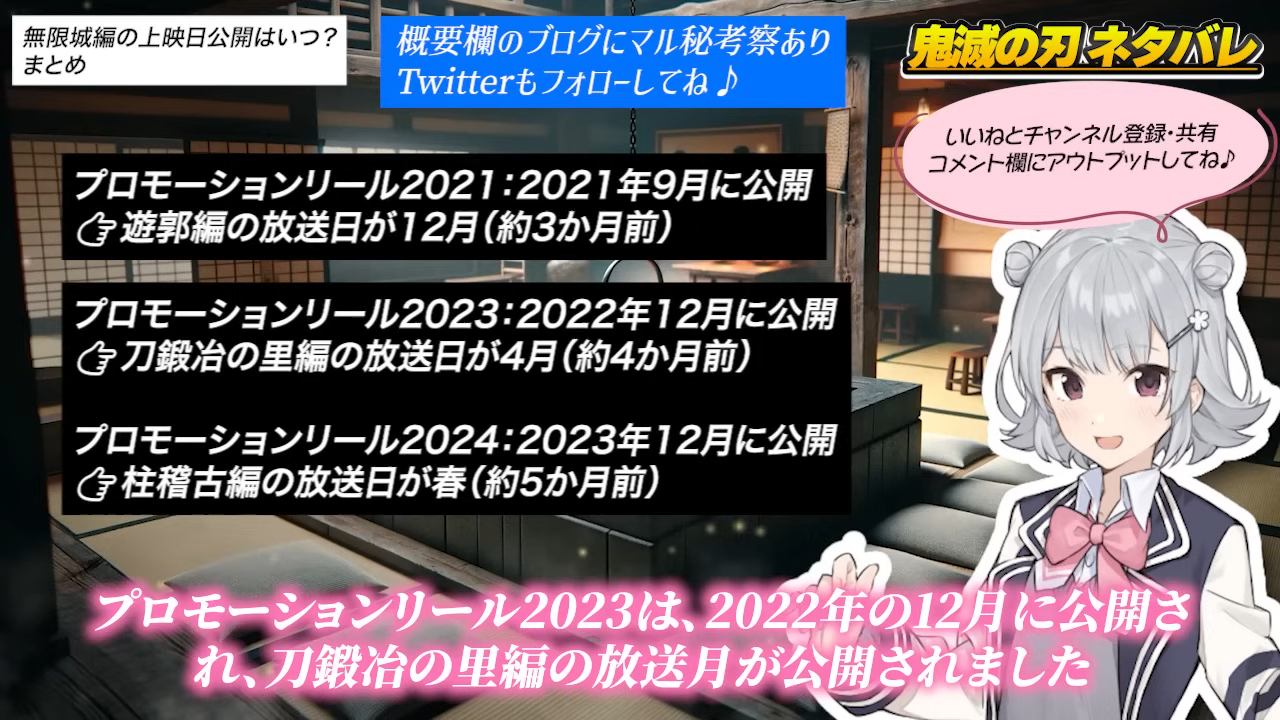 無限城編の上映日公開はいつ?
まとめ
概要欄のブログにマル秘考察あり
Twitterもフォローしてね♪
鬼滅の刃 ネタバレ
いいねとチャンネル登録・共有
コメント欄にアウトプットしてね♪
プロモーションリール2021:2021年9月に公開
👉遊郭編の放送日が12月(約3か月前)
プロモーションリール2023:2022年12月に公開
👉刀鍛冶の里編の放送日が4月(約4か月前)
プロモーションリール2024:2023年12月に公開
👉柱稽古編の放送日が春(約5か月前)
プロモーションリール2023は、2022年の12月に公開さ
れ、刀鍛冶の里編の放送月が公開されました